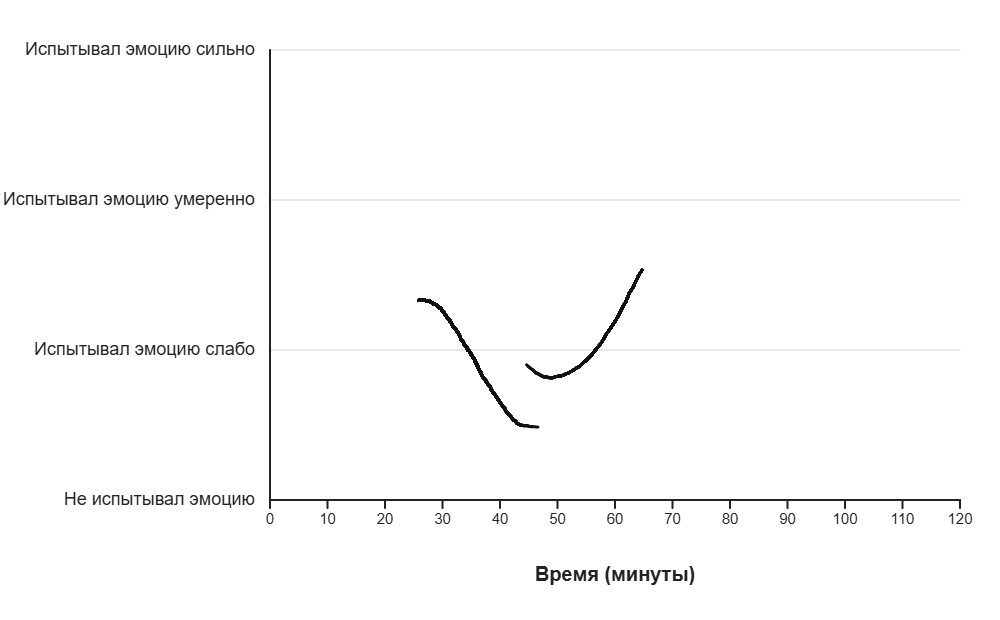 Испытывал эмоцию сильно
Испытывал эмоцию умеренно
Испытывал эмоцию слабо
Не испытывал эмоцию
0 10 20 30 40 50 60 70 80 90 100 110 120
Время (минуты)